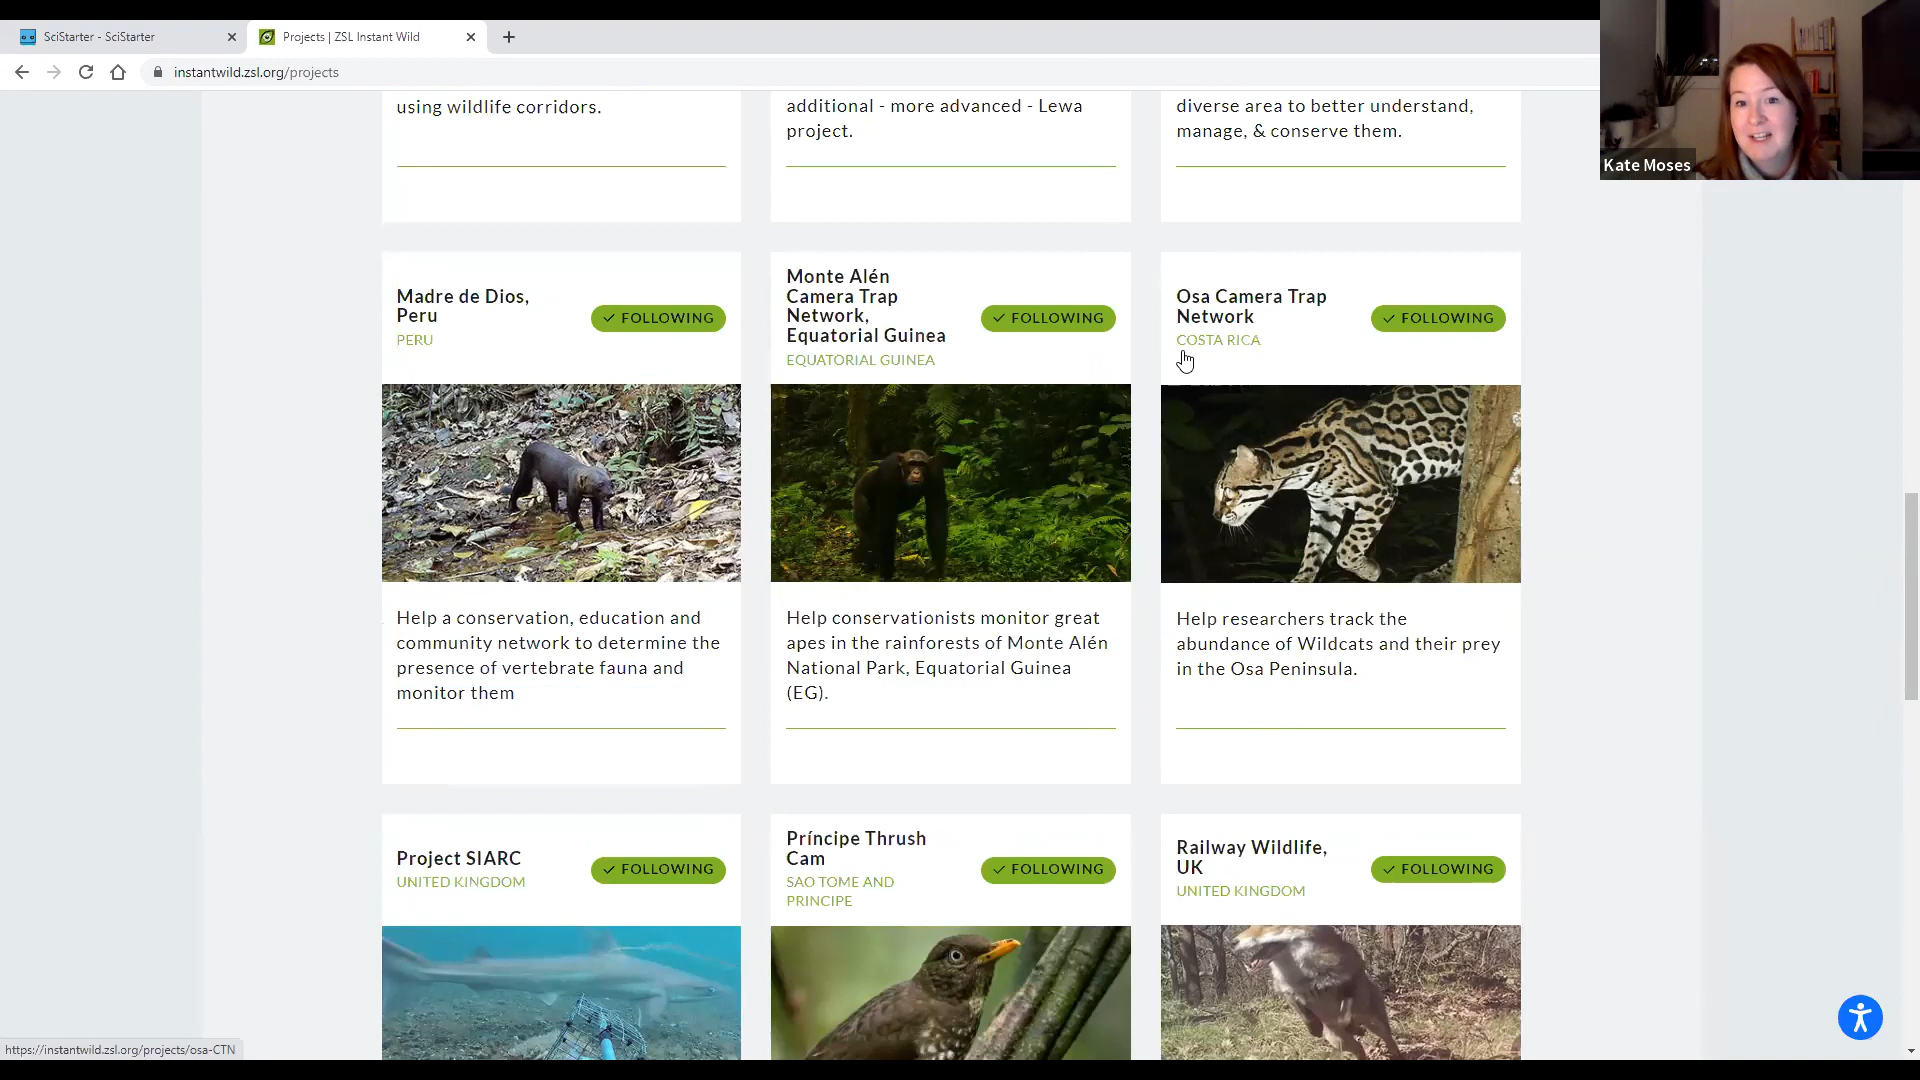 SciStarter - SciStarter
Projects | ZSL Instant Wild
instantwild.zsl.org/projects
Kate Moses
using wildlife corridors.
additional - more advanced - Lewa
project.
diverse area to better understand,
manage, & conserve them.
Madre de Dios,
Peru
PERU
FOLLOWING
Monte Alén
Camera Trap
Network,
Equatorial Guinea
EQUATORIAL GUINEA
FOLLOWING
Osa Camera Trap
Network
COSTA RICA
FOLLOWING
Help a conservation, education and
community network to determine the
presence of vertebrate fauna and
monitor them
Help conservationists monitor great
apes in the rainforests of Monte Alén
National Park, Equatorial Guinea
(EG).
Help researchers track the
abundance of Wildcats and their prey
in the Osa Peninsula.
Project SIARC
UNITED KINGDOM
FOLLOWING
Príncipe Thrush
Cam
SAO TOME AND
PRINCIPE
FOLLOWING
Railway Wildlife,
UK
UNITED KINGDOM
FOLLOWING
https://instantwild.zsl.org/projects/osa-CTN